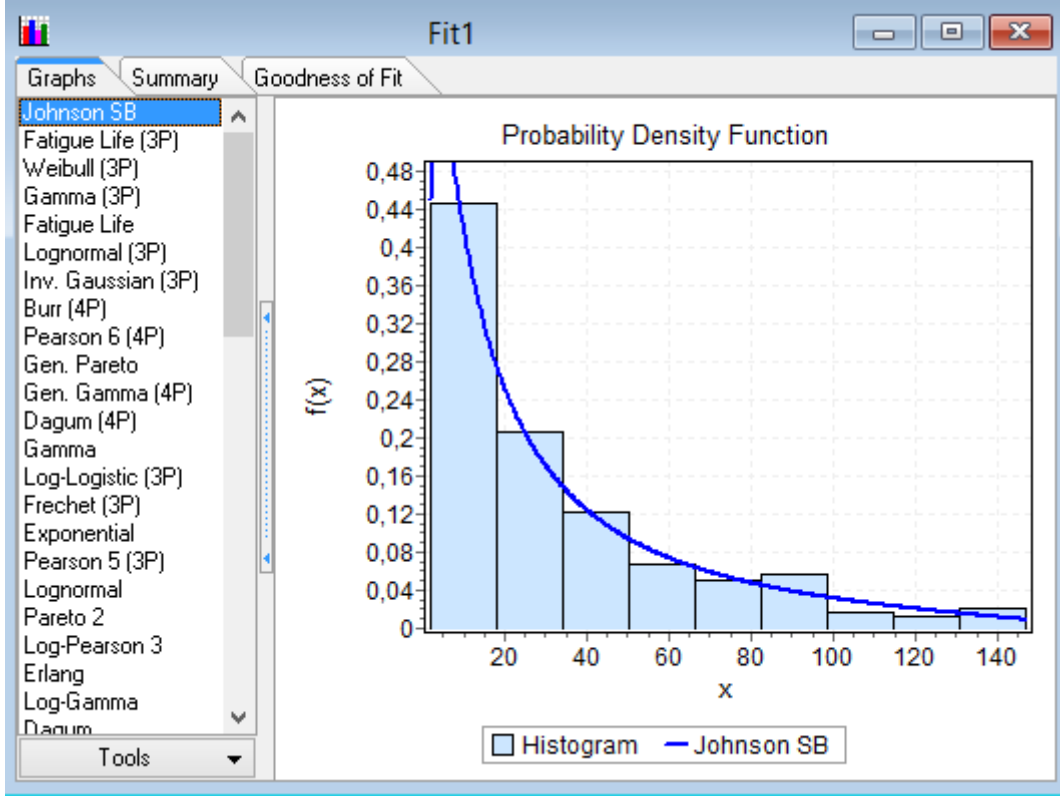 Fit1
Graphs
Summary
Goodness of Fit
Johnson SB
Fatigue Life (3P)
Weibull (3P)
Gamma (3P)
Fatigue Life
Lognormal (3P)
Inv. Gaussian (3P)
Burr (4P)
Pearson 6 (4P)
Gen. Pareto
Gen. Gamma (4P)
Dagum (4P)
Gamma
Log-Logistic (3P)
Frechet (3P)
Exponential
Pearson 5 (3P)
Lognormal
Pareto 2
Log-Pearson 3
Erlang
Log-Gamma
Dagum
Tools
Probability Density Function
0,48
0,44
0,4
0,36
0,32
0,28
0,24
0,2
0,16
0,12
0,08
0,04
0
f(x)
20 40 60 80 100 120 140
x
Histogram Johnson SB